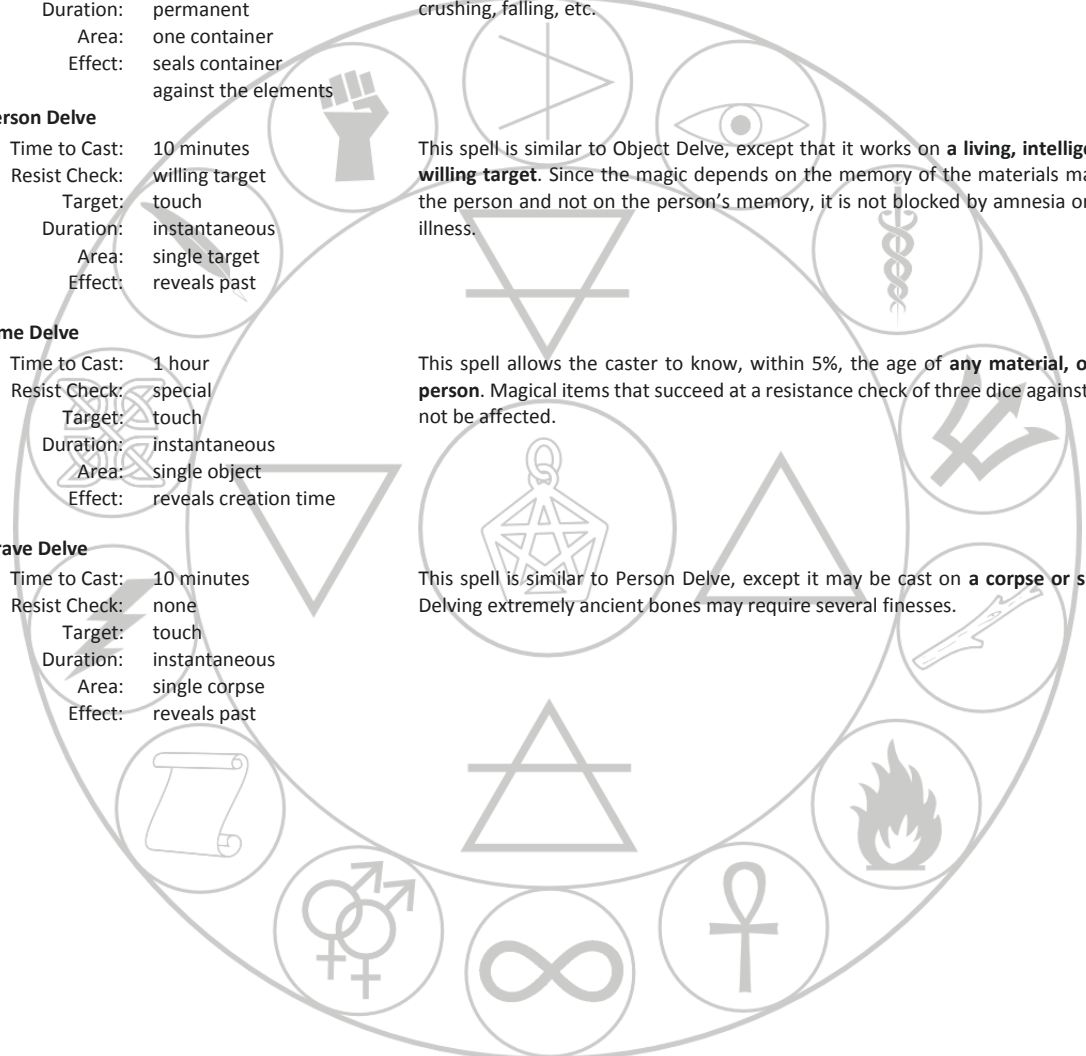 Duration: permanent
Area: one container
Effect: seals container
against the elements
crushing, falling, etc.
erson Delve
Time to Cast: 10 minutes
Resist Check: willing target
Target: touch
Duration: instantaneous
Area: single target
Effect: reveals past
This spell is similar to Object Delve, except that it works on a living, intellige
willing target. Since the magic depends on the memory of the materials ma
the person and not on the person's memory, it is not blocked by amnesia or
illness.
me Delve
Time to Cast: 1 hour
Resist Check: special
Target: touch
Duration: instantaneous
Area: single object
Effect: reveals creation time
This spell allows the caster to know, within 5%, the age of any material, o
person. Magical items that succeed at a resistance check of three dice against
not be affected.
rave Delve
Time to Cast: 10 minutes
Resist Check: none
Target: touch
Duration: instantaneous
Area: single corpse
Effect: reveals past
This spell is similar to Person Delve, except it may be cast on a corpse or s
Delving extremely ancient bones may require several finesses.